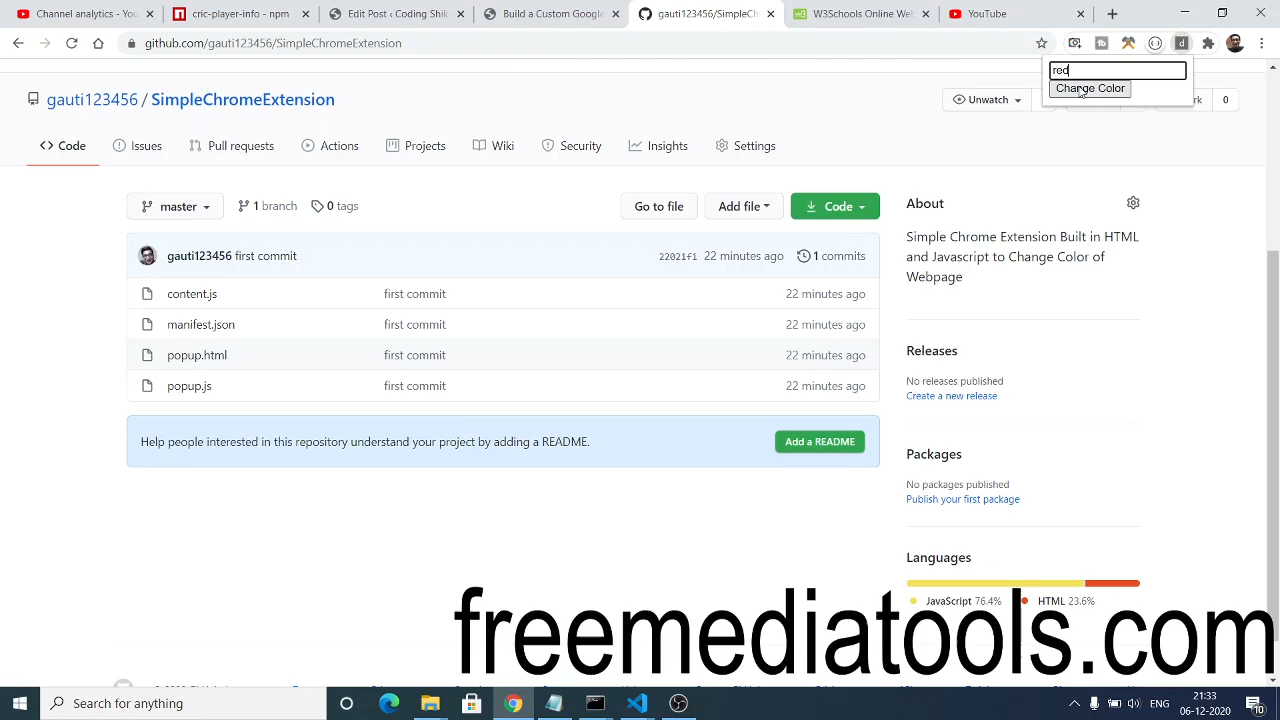 Channel analytics - You
cric-player-info - npm
Edit Post ‹ Coding Shik
Build a Custom Google
gauti123456/SimpleCh
W3Schools Online Web
YouTube
github.com/gauti123456/SimpleChromeExtension
red
Change Color
gauti123456 / SimpleChromeExtension
Unwatch
0
Code
Issues
Pull requests
Actions
Projects
Wiki
Security
Insights
Settings
master
1 branch
0 tags
Go to file
Add file
Code
gauti123456 first commit
22021f1 22 minutes ago
1 commits
content.js first commit 22 minutes ago
manifest.json first commit 22 minutes ago
popup.html first commit 22 minutes ago
popup.js first commit 22 minutes ago
Help people interested in this repository understand your project by adding a README.
Add a README
About
Simple Chrome Extension Built in HTML
and Javascript to Change Color of
Webpage
Releases
No releases published
Create a new release
Packages
No packages published
Publish your first package
Languages
JavaScript 76.4%
HTML 23.6%
freemediatools.com
Search for anything
ENG
21:33
06-12-2020